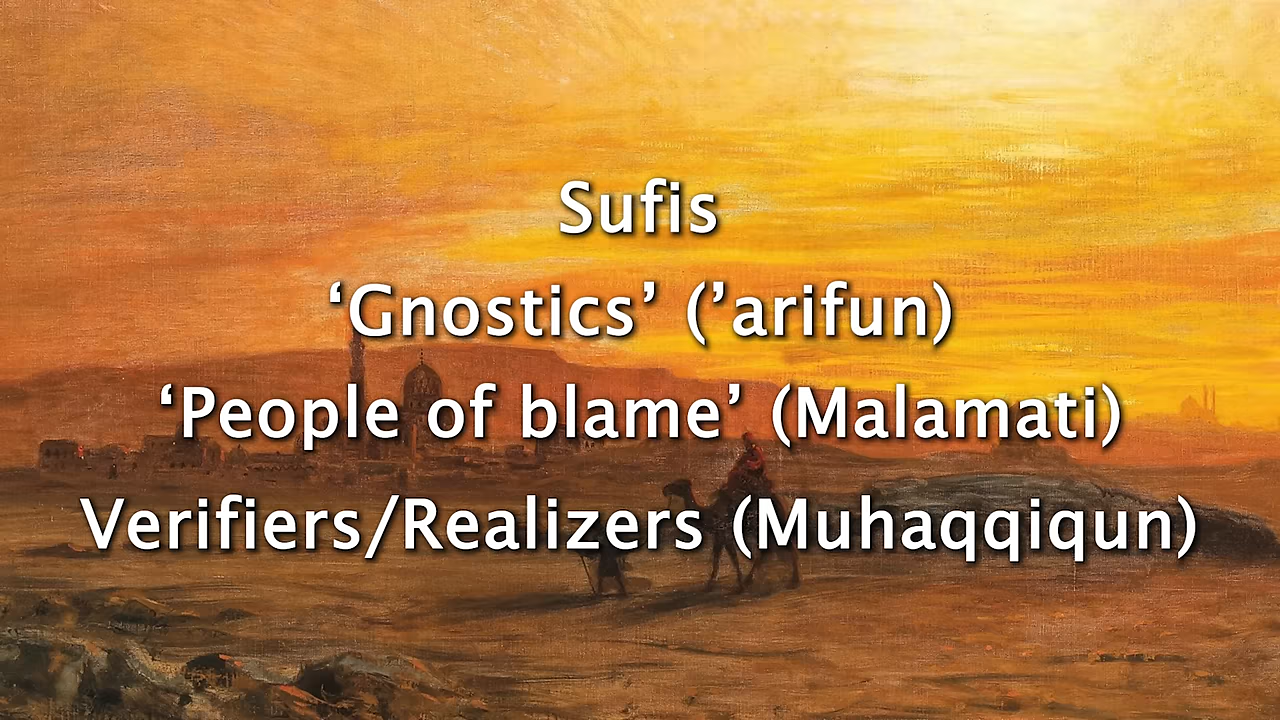 Sufis
‘Gnostics’ (’arifun)
‘People of blame’ (Malamati)
Verifiers/Realizers (Muhaqqiqun)